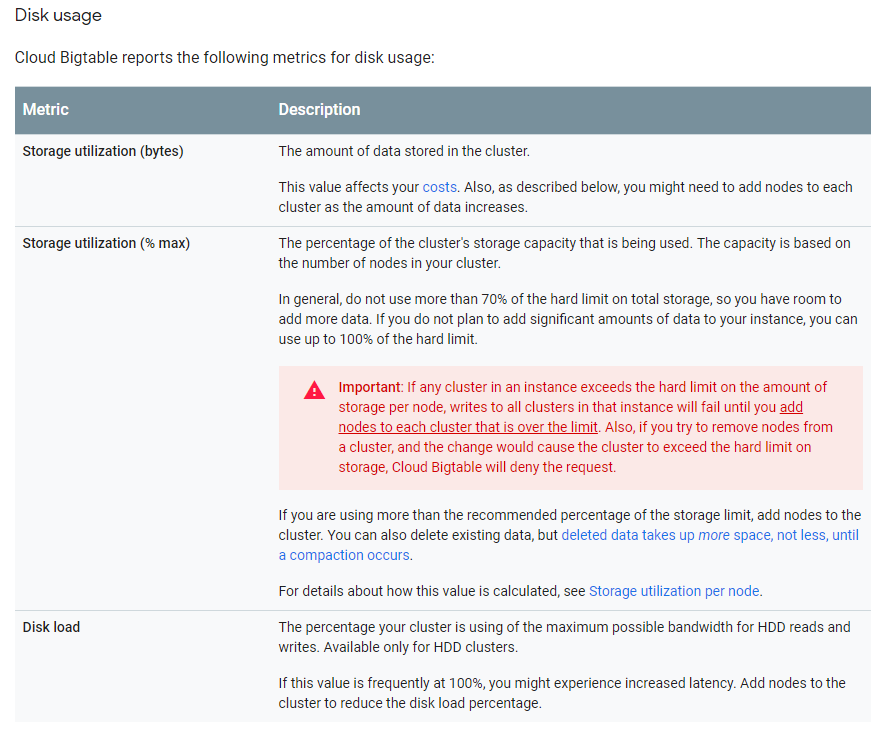 Disk usage
Cloud Bigtable reports the following metrics for disk usage:
Metric Description
Storage utilization (bytes) The amount of data stored in the cluster.
This value affects your costs. Also, as described below, you might need to add nodes to each
cluster as the amount of data increases.
Storage utilization (% max) The percentage of the cluster's storage capacity that is being used. The capacity is based on
the number of nodes in your cluster.
In general, do not use more than 70% of the hard limit on total storage, so you have room to
add more data. If you do not plan to add significant amounts of data to your instance, you can
use up to 100% of the hard limit.
Important: If any cluster in an instance exceeds the hard limit on the amount of
storage per node, writes to all clusters in that instance will fail until you add
nodes to each cluster that is over the limit. Also, if you try to remove nodes from
a cluster, and the change would cause the cluster to exceed the hard limit on
storage, Cloud Bigtable will deny the request.
If you are using more than the recommended percentage of the storage limit, add nodes to the
cluster. You can also delete existing data, but deleted data takes up more space, not less, until
a compaction occurs.
For details about how this value is calculated, see Storage utilization per node.
Disk load The percentage your cluster is using of the maximum possible bandwidth for HDD reads and
writes. Available only for HDD clusters.
If this value is frequently at 100%, you might experience increased latency. Add nodes to the
cluster to reduce the disk load percentage.